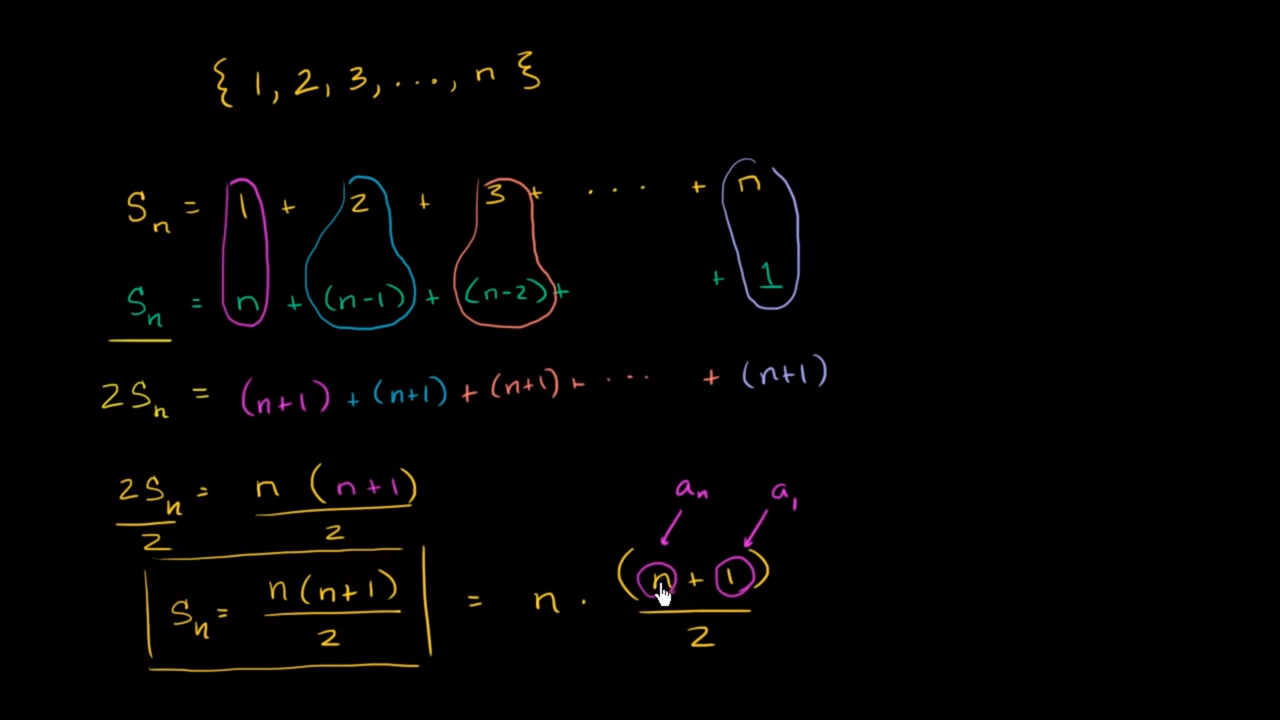 { 1, 2, 3, ..., n }
Sₙ = 1 + 2 + 3 + ... + n
Sₙ = n + (n-1) + (n-2) + + 1
2Sₙ = (n+1) + (n+1) + (n+1) + ... + (n+1)
2Sₙ/2 = n (n+1)/2
aₙ a₁
Sₙ = n(n+1)/2 = n · (n + 1)/2